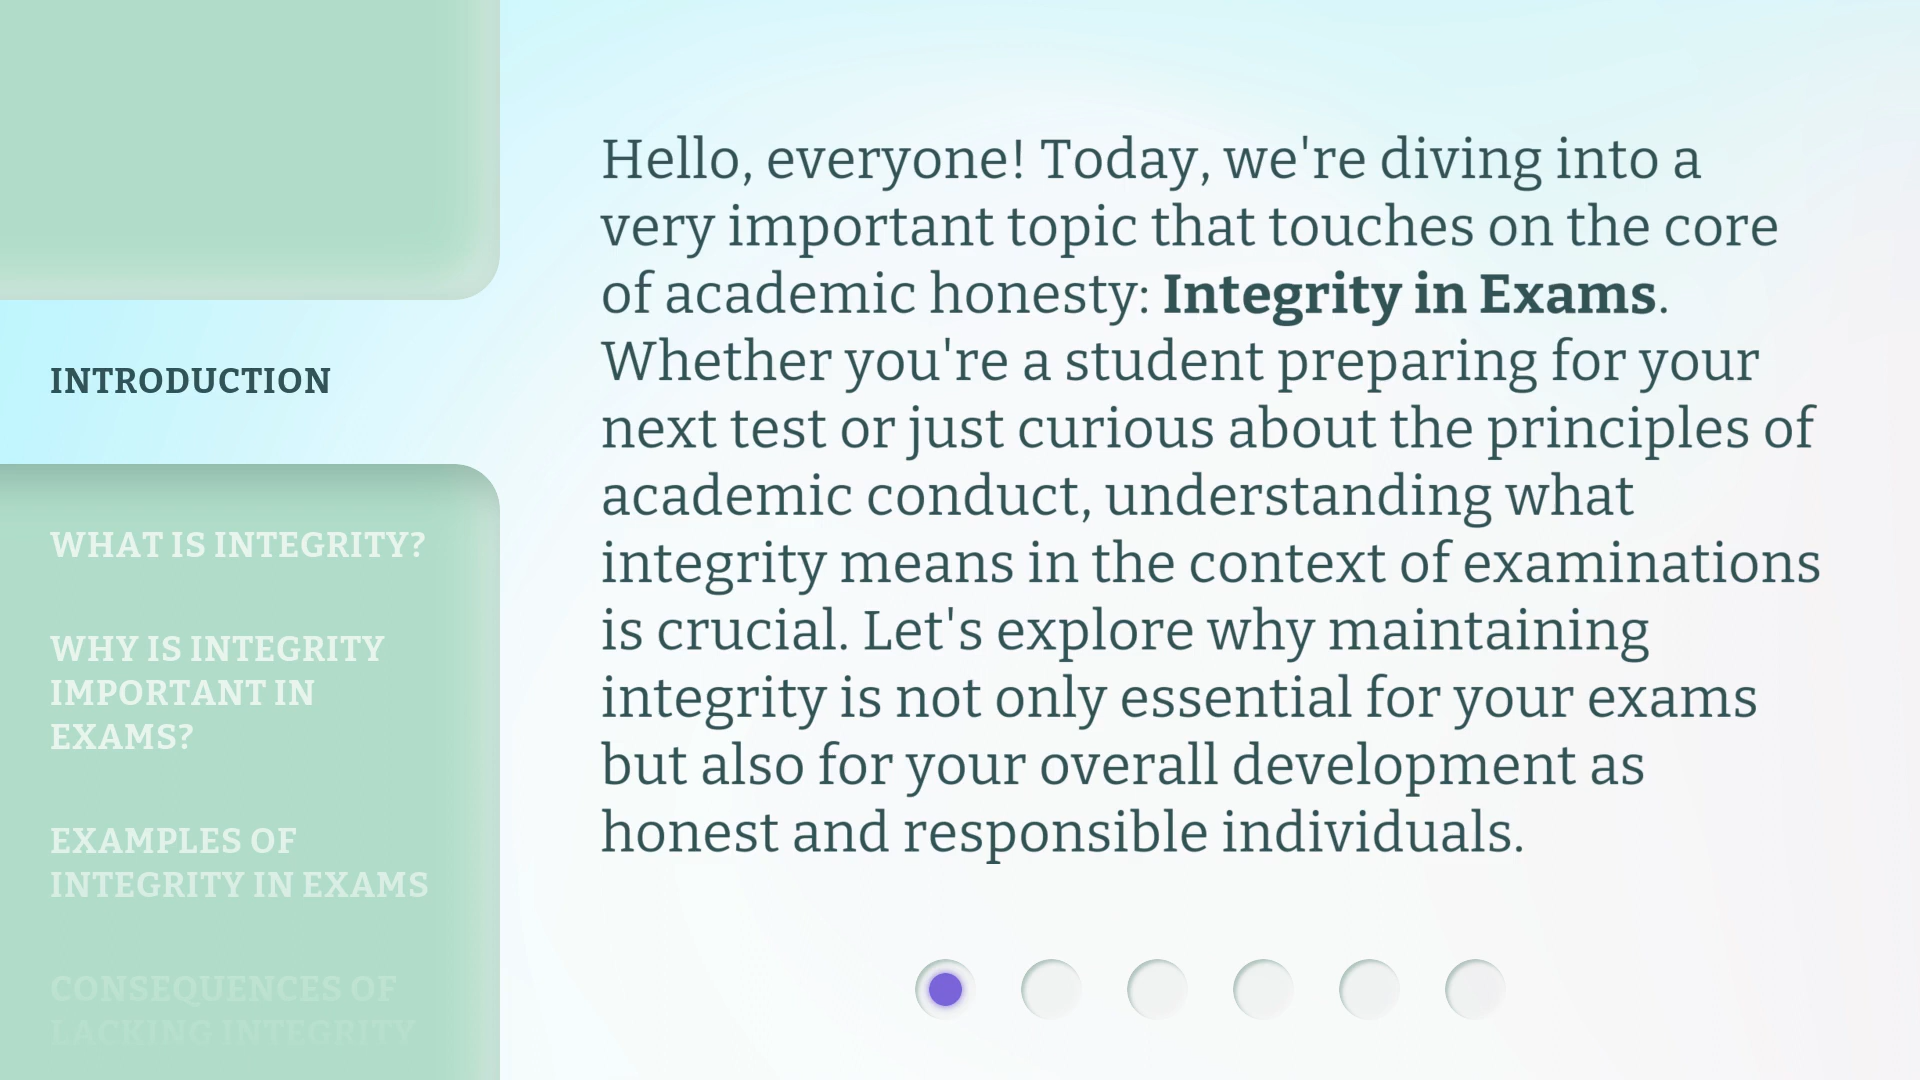 INTRODUCTION
WHAT IS INTEGRITY?
WHY IS INTEGRITY
IMPORTANT IN
EXAMS?
EXAMPLES OF
INTEGRITY IN EXAMS
CONSEQUENCES OF
LACKING INTEGRITY
Hello, everyone! Today, we're diving into a
very important topic that touches on the core
of academic honesty: Integrity in Exams.
Whether you're a student preparing for your
next test or just curious about the principles of
academic conduct, understanding what
integrity means in the context of examinations
is crucial. Let's explore why maintaining
integrity is not only essential for your exams
but also for your overall development as
honest and responsible individuals.